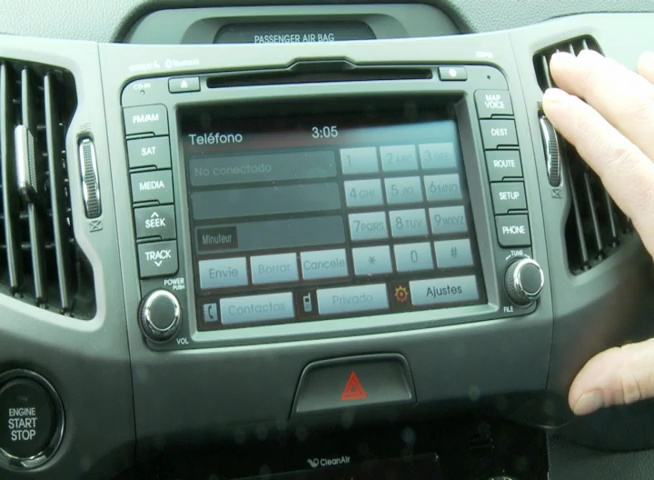 PASSENGER AIR BAG
Bluetooth
FM/AM
SAT
MEDIA
SEEK
TRACK
POWER
PUSH
VOL
Teléfono 3:05
No conectado
1 2 ABC 3 DEF
4 GHI 5 JKL 6 MNO
Minuteur
7 PQRS 8 TUV 9 WXYZ
Envie Borrar Cancele * 0 #
Contactos Privado Ajustes
MAP
VOICE
DEST
ROUTE
SETUP
PHONE
TUNE
FILE
ENGINE
START
STOP
CleanAir